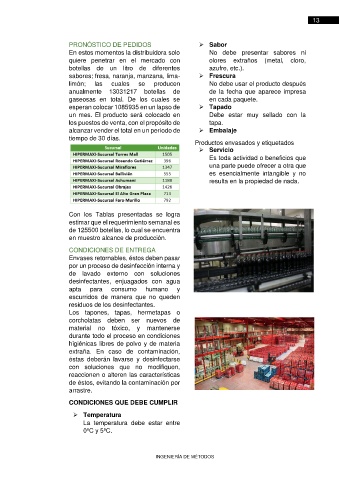 13
PRONÓSTICO DE PEDIDOS
En estos momentos la distribuidora solo
quiere penetrar en el mercado con
botellas de un litro de diferentes
sabores; fresa, naranja, manzana, lima-
limón; las cuales se producen
anualmente 13031217 botellas de
gaseosas en total. De los cuales se
esperan colocar 1085935 en un lapso de
un mes. El producto será colocado en
los puestos de venta, con el propósito de
alcanzar vender el total en un periodo de
tiempo de 30 días.
Sucursal Unidades
HIPERMAXI-Sucursal Torres Mall 1505
HIPERMAXI-Sucursal Rosendo Gutiérrez 396
HIPERMAXI-Sucursal Miraflores 1347
HIPERMAXI-Sucursal Ballivián 555
HIPERMAXI-Sucursal Achumani 1188
HIPERMAXI-Sucursal Obrajes 1426
HIPERMAXI-Sucursal El Alto Gran Plaza 713
HIPERMAXI-Sucursal Faro Murillo 792
Con los Tablas presentadas se logra
estimar que el requerimiento semanal es
de 125500 botellas, lo cual se encuentra
en nuestro alcance de producción.
CONDICIONES DE ENTREGA
Envases retornables, éstos deben pasar
por un proceso de desinfección interna y
de lavado externo con soluciones
desinfectantes, enjuagados con agua
apta para consumo humano y
escurridos de manera que no queden
residuos de los desinfectantes.
Los tapones, tapas, hermetapas o
corcholatas deben ser nuevos de
material no tóxico, y mantenerse
durante todo el proceso en condiciones
higiénicas libres de polvo y de materia
extraña. En caso de contaminación,
éstas deberán lavarse y desinfectarse
con soluciones que no modifiquen,
reaccionen o alteren las características
de éstos, evitando la contaminación por
arrastre.
CONDICIONES QUE DEBE CUMPLIR
➢ Temperatura
La temperatura debe estar entre
0ºC y 5ºC.
➢ Sabor
No debe presentar sabores ni
olores extraños (metal, cloro,
azufre, etc.).
➢ Frescura
No debe usar el producto después
de la fecha que aparece impresa
en cada paquete.
➢ Tapado
Debe estar muy sellado con la
tapa.
➢ Embalaje
Productos envasados y etiquetados
➢ Servicio
Es toda actividad o beneficios que
una parte puede ofrecer a otra que
es esencialmente intangible y no
resulta en la propiedad de nada.
INGENIERÍA DE MÉTODOS